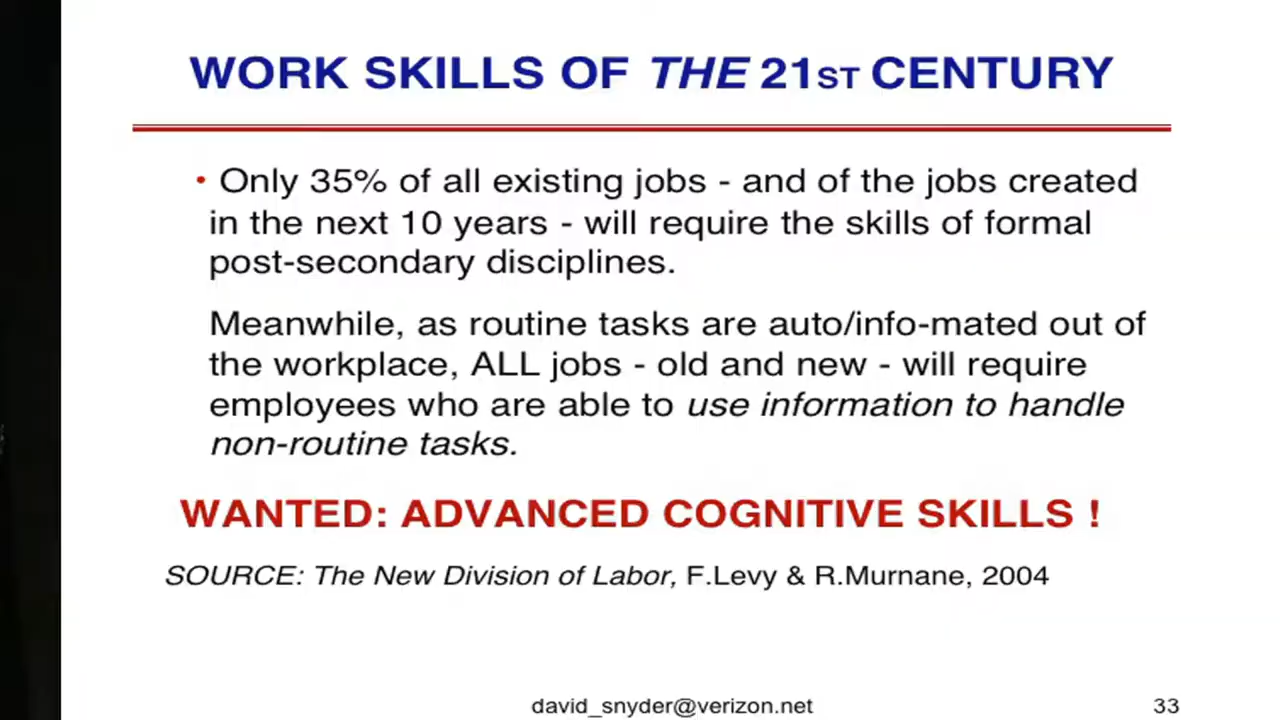 WORK SKILLS OF THE 21ST CENTURY
• Only 35% of all existing jobs - and of the jobs created
in the next 10 years - will require the skills of formal
post-secondary disciplines.
Meanwhile, as routine tasks are auto/info-mated out of
the workplace, ALL jobs - old and new - will require
employees who are able to use information to handle
non-routine tasks.
WANTED: ADVANCED COGNITIVE SKILLS !
SOURCE: The New Division of Labor, F.Levy & R.Murnane, 2004
david_snyder@verizon.net
33